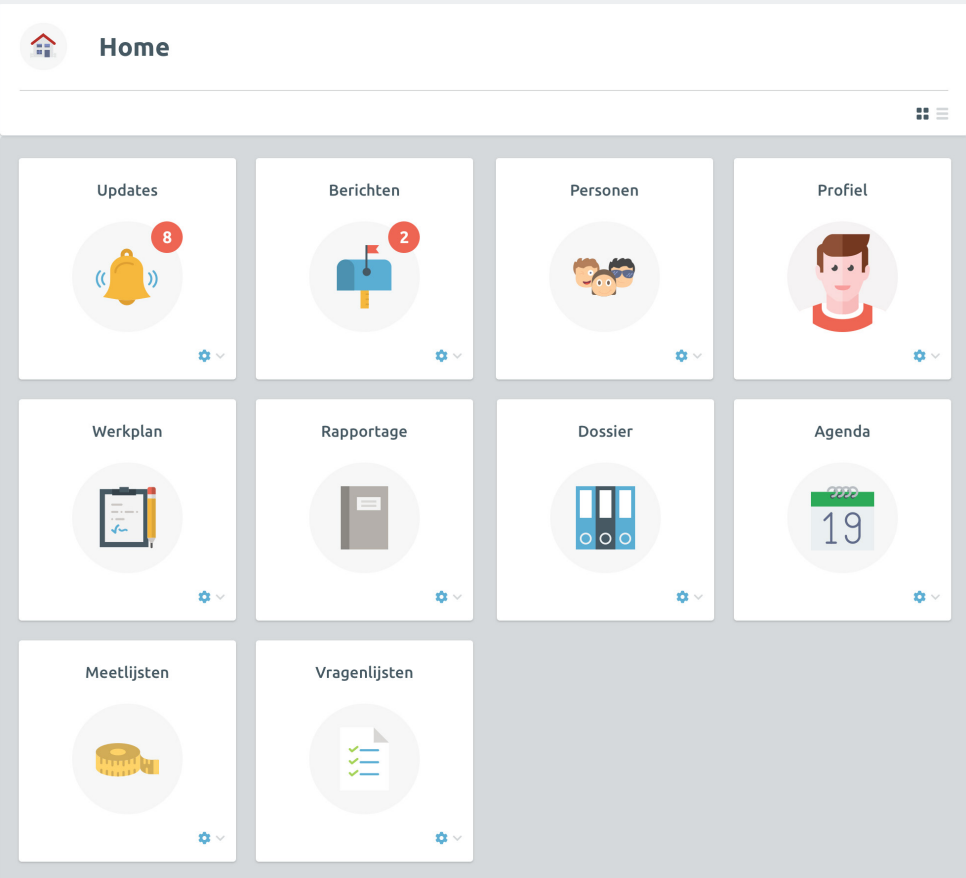 Home
Updates
8
Berichten
2
Personen
Profiel
Werkplan
Rapportage
Dossier
Agenda
19
Meetlijsten
Vragenlijsten